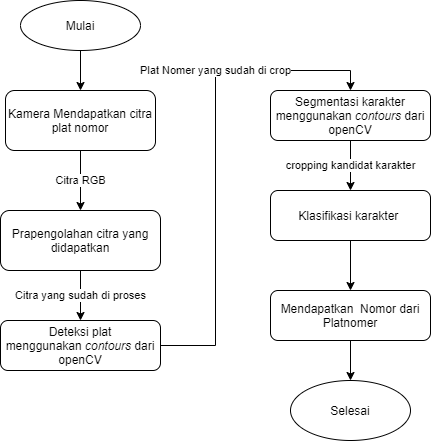 Mulai
Kamera Mendapatkan citra
plat nomor
Citra RGB
Prapengolahan citra yang
didapatkan
Citra yang sudah di proses
Deteksi plat
menggunakan contours dari
openCV
Plat Nomer yang sudah di crop
Segmentasi karakter
menggunakan contours dari
openCV
cropping kandidat karakter
Klasifikasi karakter
Mendapatkan Nomor dari
Platnomer
Selesai